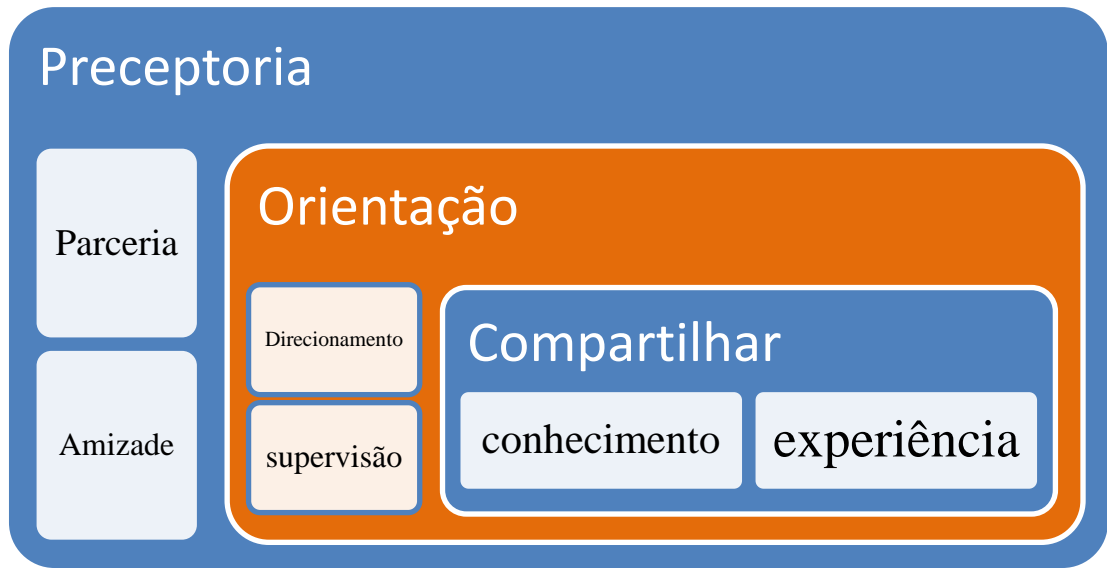 Preceptoria
Parceria
Amizade
Orientação
Direcionamento
supervisão
Compartilhar
conhecimento
experiência